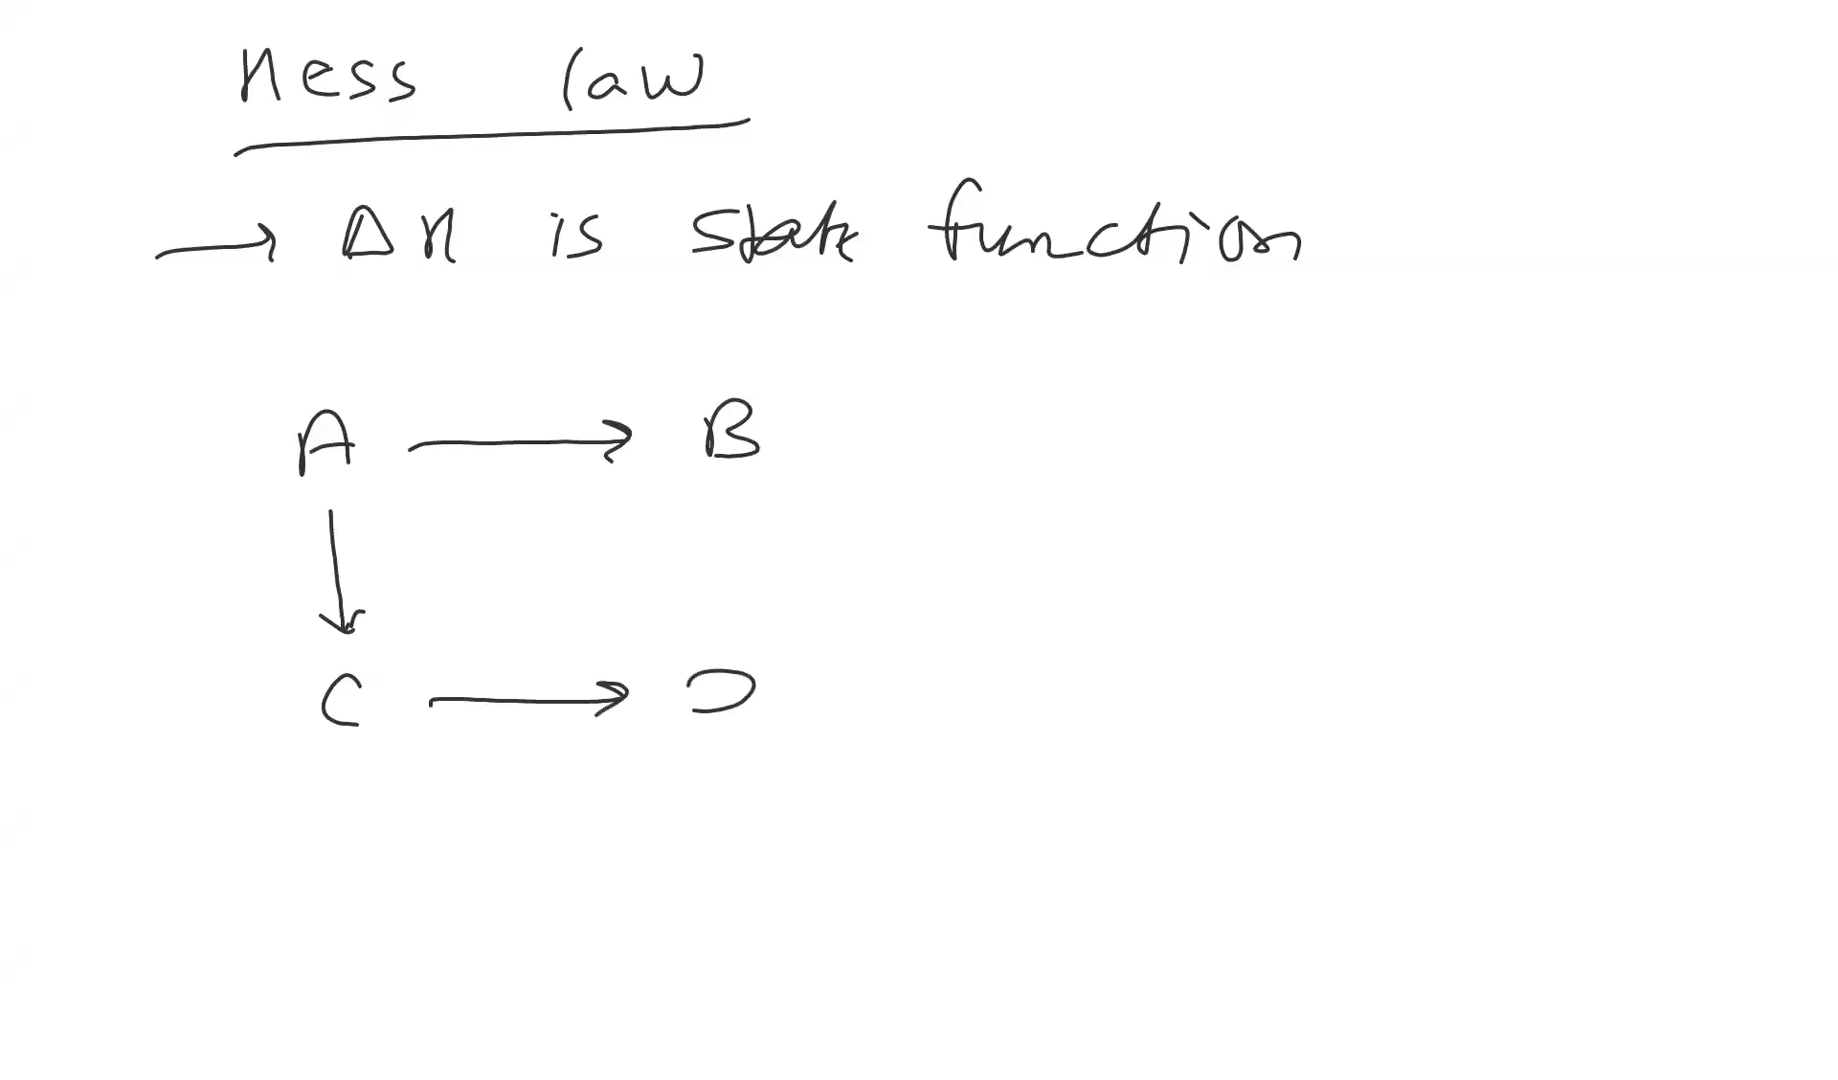 Hess law
→ ΔH is state function
A → B
↓
C → D